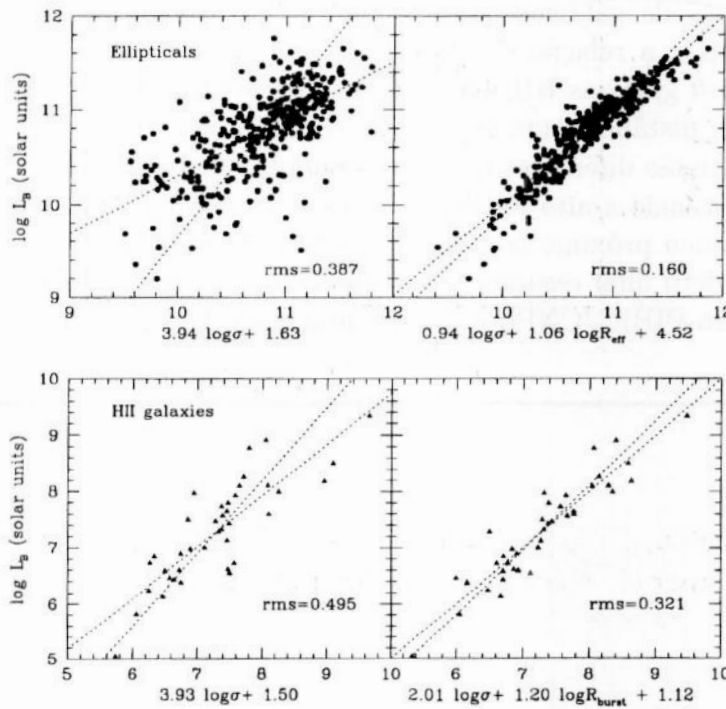 12
11
10
9
log L_B (solar units)
Ellipticals
rms=0.387
rms=0.160
10 11 12 10 11 12
3.94 logσ+ 1.63
0.94 logσ+ 1.06 logR_eff + 4.52
10
9
8
7
6
5
log L_B (solar units)
HII galaxies
rms=0.495
rms=0.321
5 6 7 8 9 10 6 7 8 9 10
3.93 logσ+ 1.50
2.01 logσ+ 1.20 logR_burst + 1.12